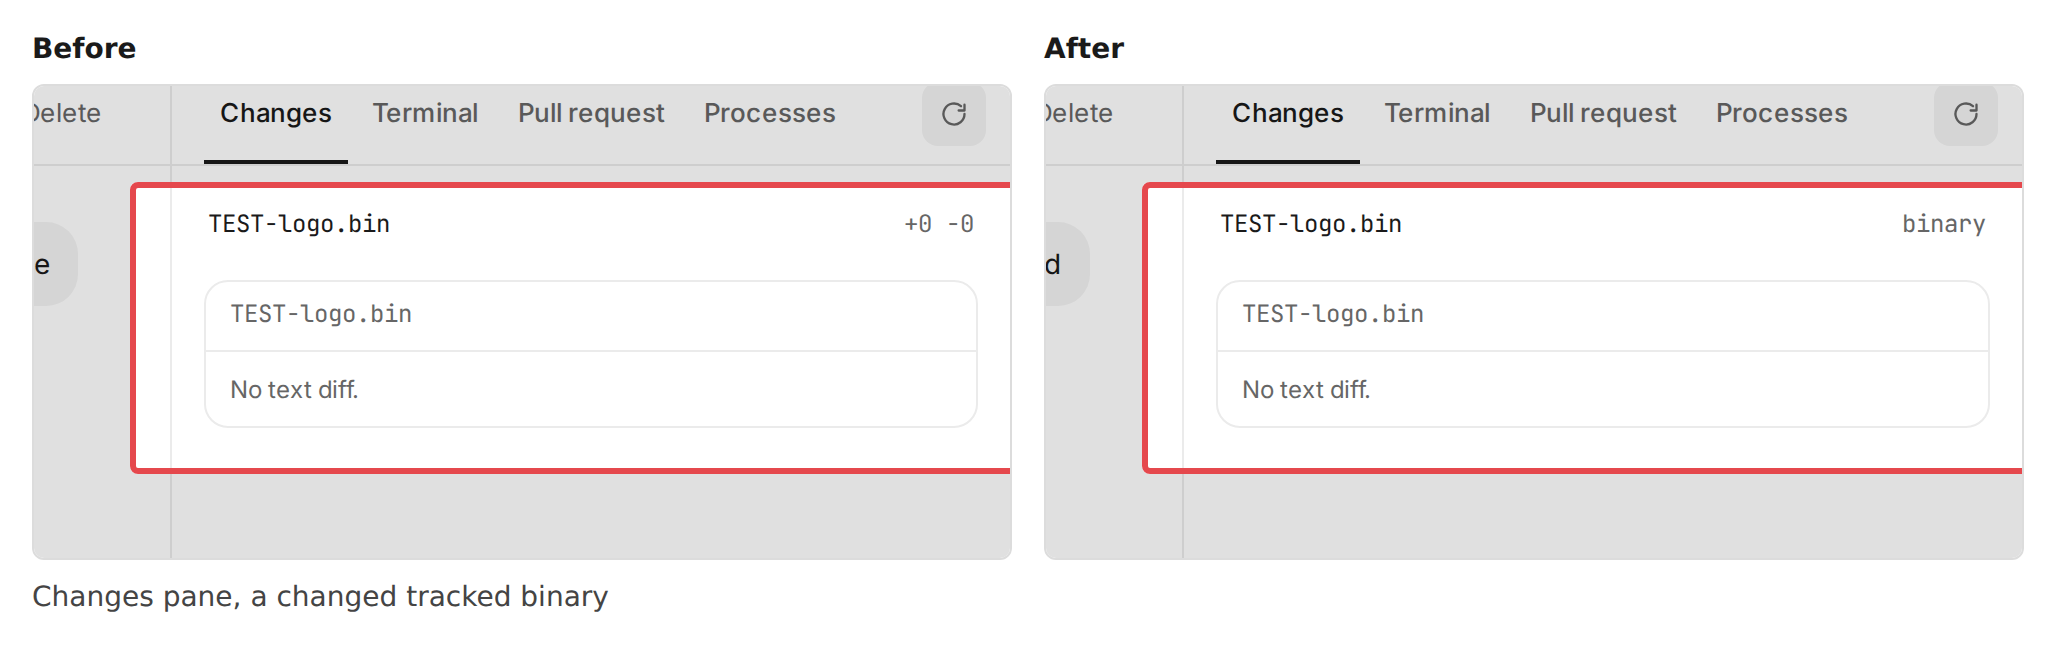 Before
Delete
Changes
Terminal
Pull request
Processes
TEST-logo.bin
+0 -0
e
TEST-logo.bin
No text diff.
After
Delete
Changes
Terminal
Pull request
Processes
TEST-logo.bin
binary
d
TEST-logo.bin
No text diff.
Changes pane, a changed tracked binary